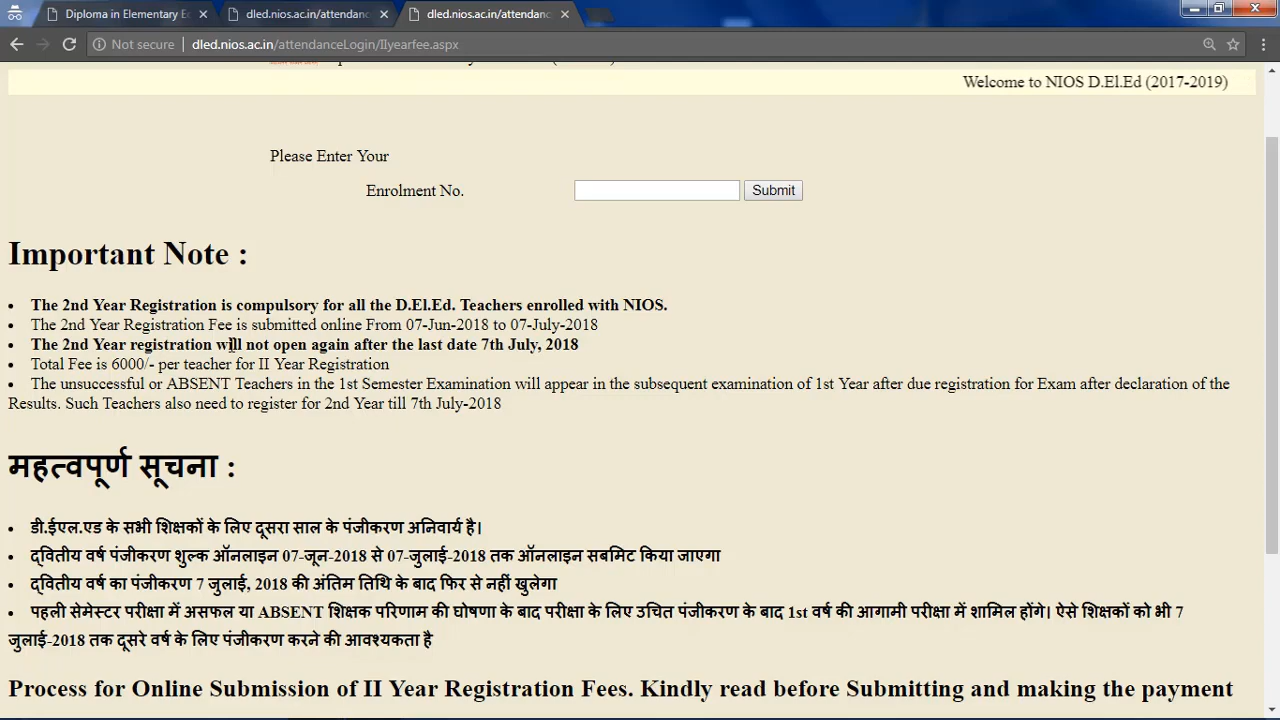 Diploma in Elementary E
dled.nios.ac.in/attendanc
dled.nios.ac.in/attendanc
Not secure
dled.nios.ac.in/attendanceLogin/IIyearfee.aspx
Welcome to NIOS D.El.Ed (2017-2019)
Please Enter Your
Enrolment No.
Submit
Important Note :
• The 2nd Year Registration is compulsory for all the D.El.Ed. Teachers enrolled with NIOS.
• The 2nd Year Registration Fee is submitted online From 07-Jun-2018 to 07-July-2018
• The 2nd Year registration will not open again after the last date 7th July, 2018
• Total Fee is 6000/- per teacher for II Year Registration
• The unsuccessful or ABSENT Teachers in the 1st Semester Examination will appear in the subsequent examination of 1st Year after due registration for Exam after declaration of the
Results. Such Teachers also need to register for 2nd Year till 7th July-2018
महत्वपूर्ण सूचना :
• डी.ईएल.एड के सभी शिक्षकों के लिए दूसरा साल के पंजीकरण अनिवार्य है।
• द्वितीय वर्ष पंजीकरण शुल्क ऑनलाइन 07-जून-2018 से 07-जुलाई-2018 तक ऑनलाइन सबमिट किया जाएगा
• द्वितीय वर्ष का पंजीकरण 7 जुलाई, 2018 की अंतिम तिथि के बाद फिर से नहीं खुलेगा
• पहली सेमेस्टर परीक्षा में असफल या ABSENT शिक्षक परिणाम की घोषणा के बाद परीक्षा के लिए उचित पंजीकरण के बाद 1st वर्ष की आगामी परीक्षा में शामिल होंगे। ऐसे शिक्षकों को भी 7
जुलाई-2018 तक दूसरे वर्ष के लिए पंजीकरण करने की आवश्यकता है
Process for Online Submission of II Year Registration Fees. Kindly read before Submitting and making the payment